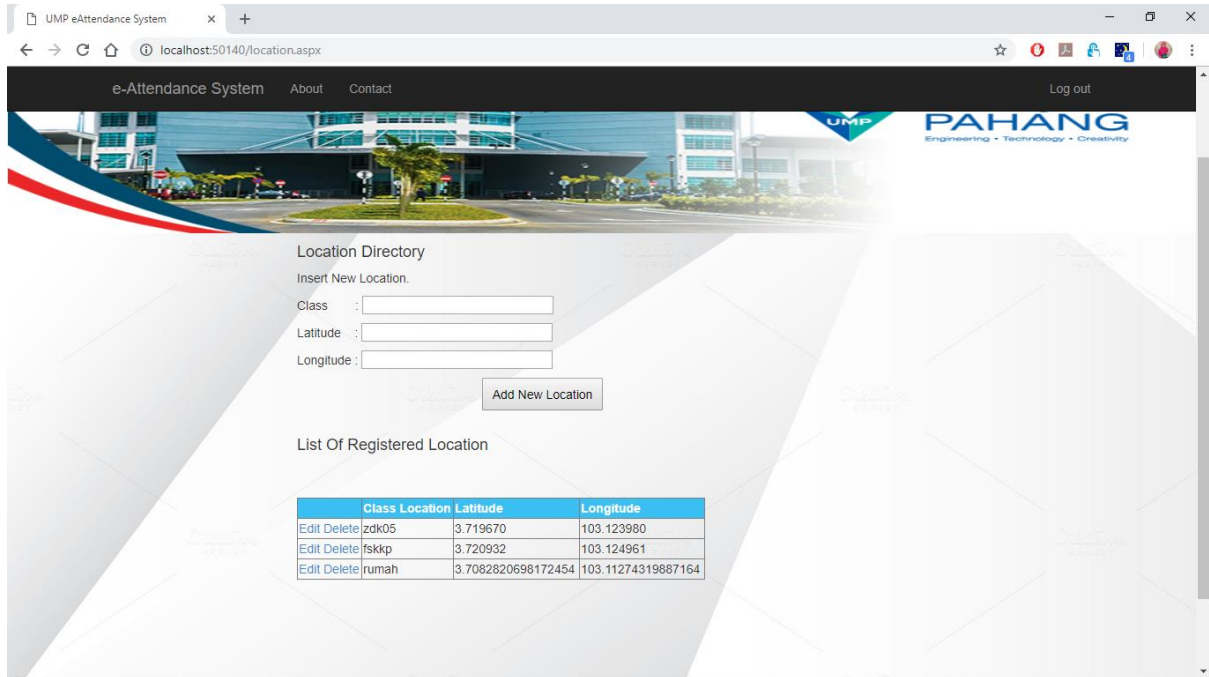 UMP eAttendance System
localhost:50140/location.aspx
4
e-Attendance System About Contact Log out
UMP
PAHANG
Engineering • Technology • Creativity
Location Directory
Insert New Location.
Class :
Latitude :
Longitude :
Add New Location
List Of Registered Location
Class Location Latitude Longitude
Edit Delete zdk05 3.719670 103.123980
Edit Delete fskkp 3.720932 103.124961
Edit Delete rumah 3.7082820698172454 103.11274319887164